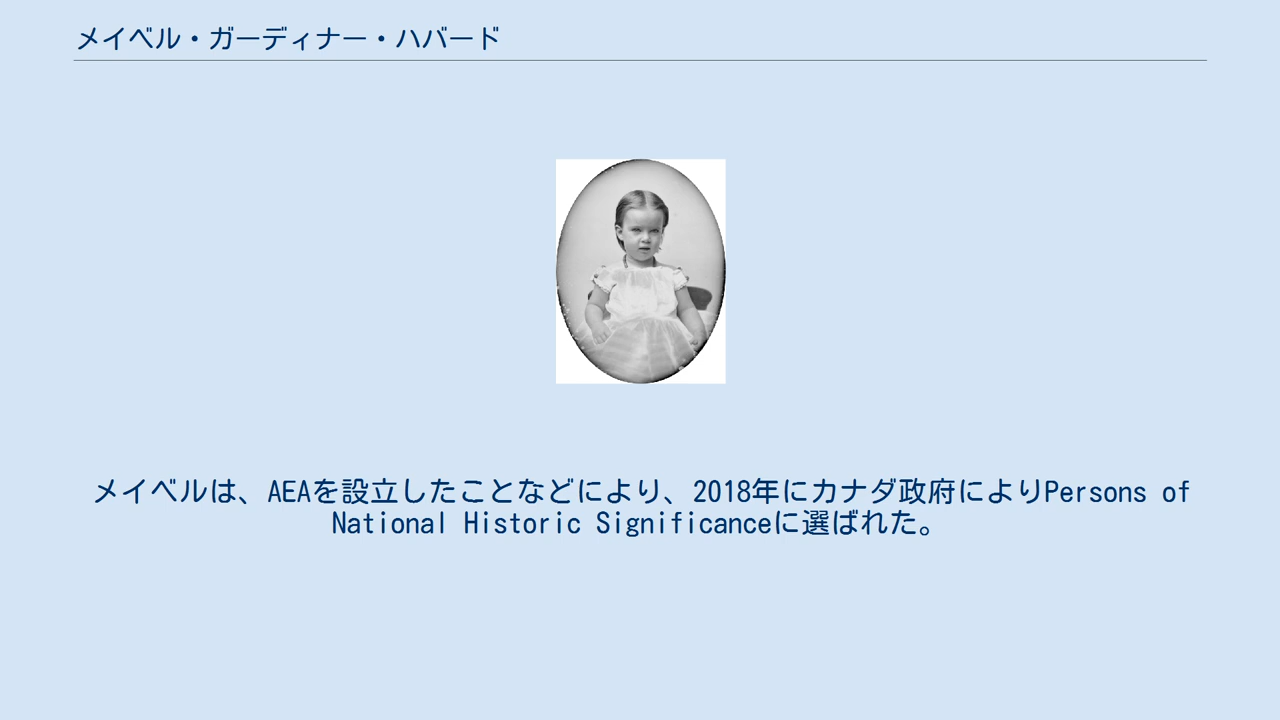 メイベル・ガーディナー・ハバード
メイベルは、AEAを設立したことなどにより、2018年にカナダ政府によりPersons of
National Historic Significanceに選ばれた。